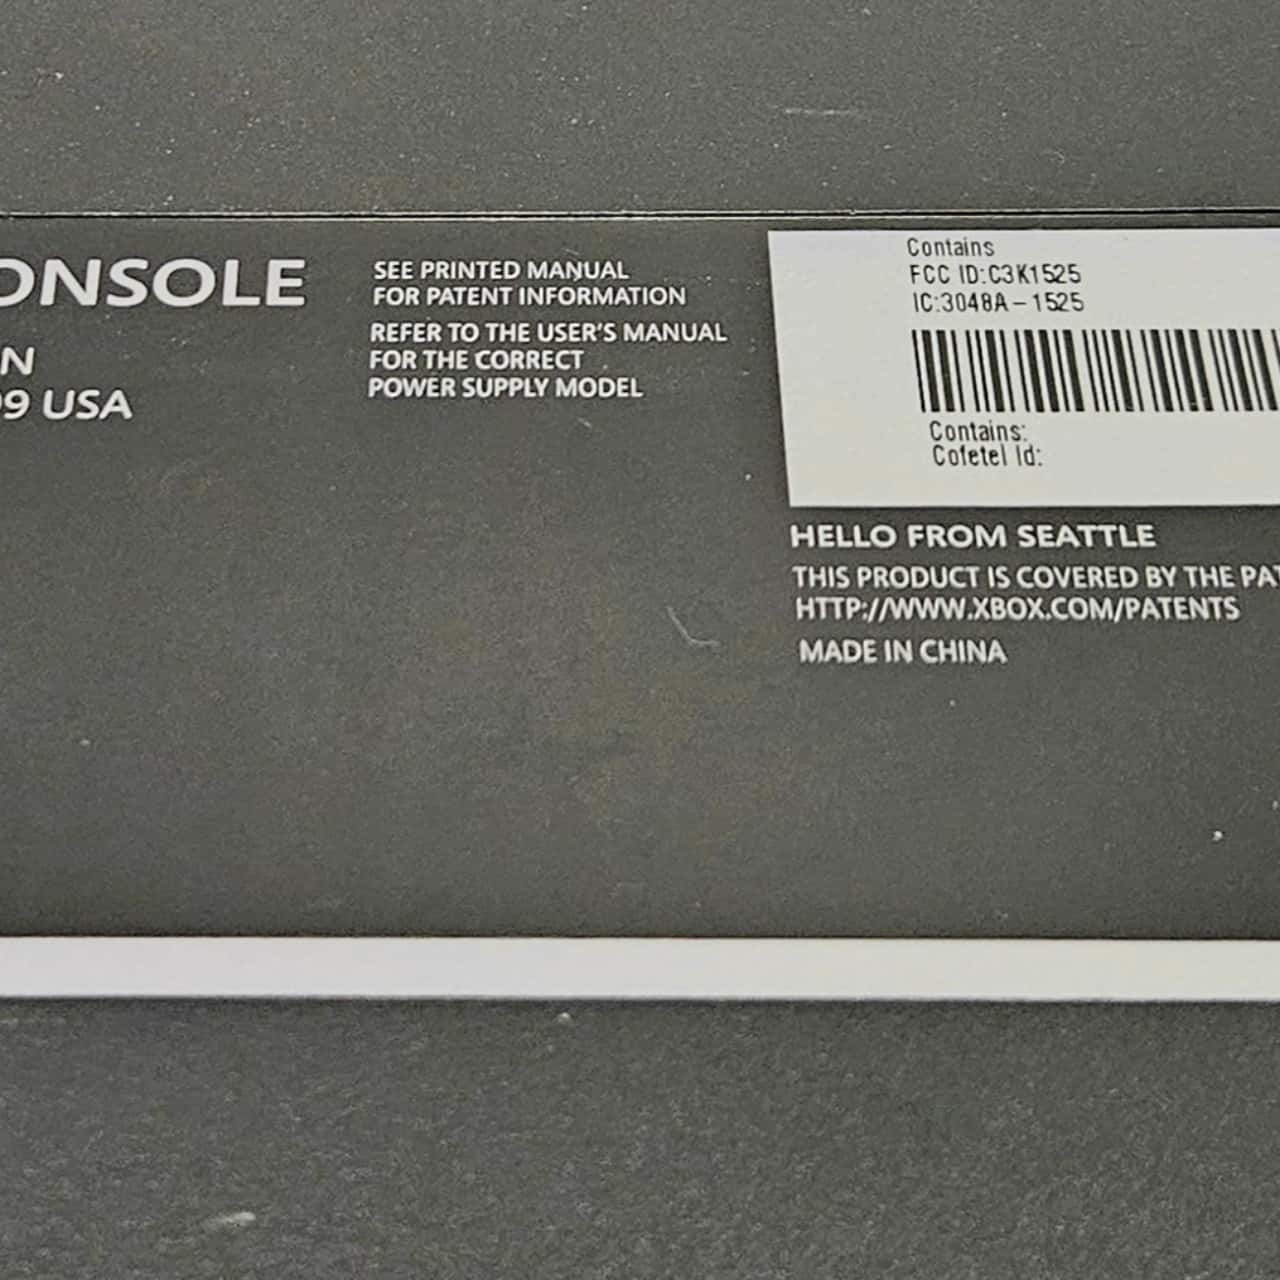 ONSOLE
N
99 USA
SEE PRINTED MANUAL
FOR PATENT INFORMATION
REFER TO THE USER'S MANUAL
FOR THE CORRECT
POWER SUPPLY MODEL
Contains
FCC ID:C3K1525
IC:3048A-1525
Contains:
Cofetel Id:
HELLO FROM SEATTLE
THIS PRODUCT IS COVERED BY THE PAT
HTTP://WWW.XBOX.COM/PATENTS
MADE IN CHINA